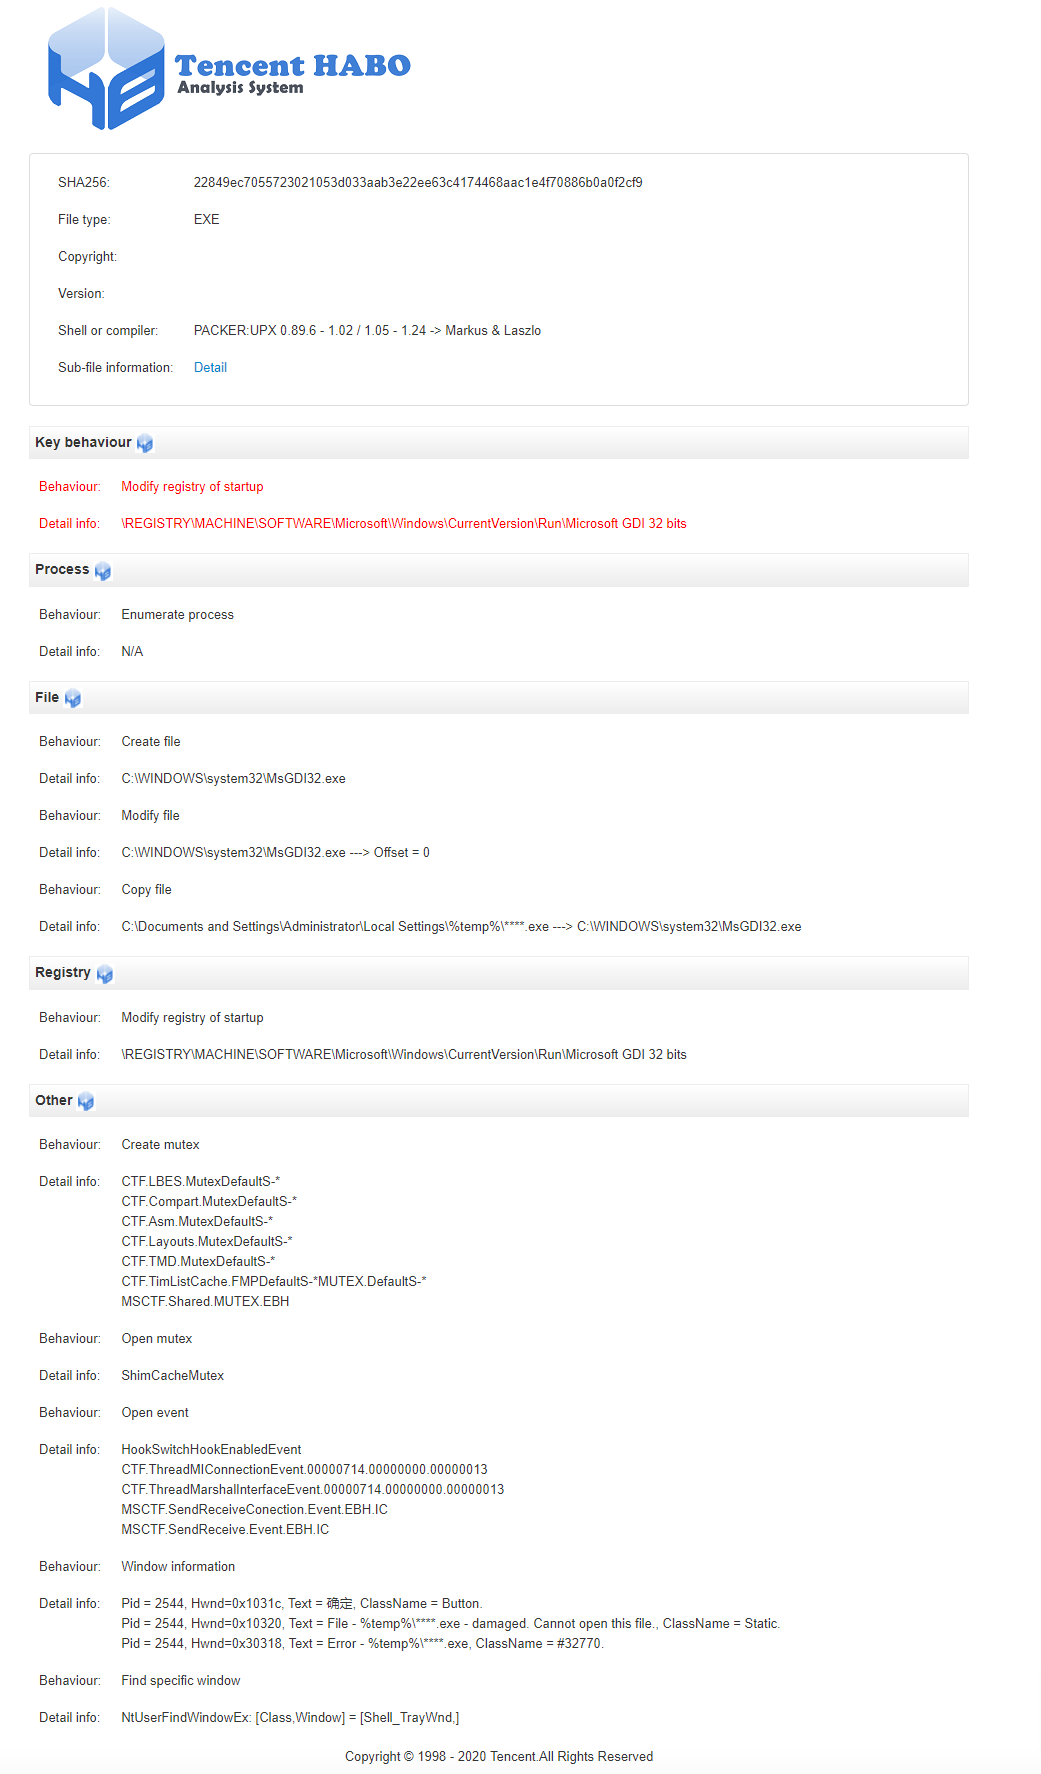 Tencent HABO
Analysis System
SHA256: 22849ec7055723021053d033aab3e22ee63c4174468aac1e4f70886b0a0f2cf9
File type: EXE
Copyright:
Version:
Shell or compiler: PACKER:UPX 0.89.6 - 1.02 / 1.05 - 1.24 -> Markus & Laszlo
Sub-file information: Detail
Key behaviour
Behaviour: Modify registry of startup
Detail info: \REGISTRY\MACHINE\SOFTWARE\Microsoft\Windows\CurrentVersion\Run\Microsoft GDI 32 bits
Process
Behaviour: Enumerate process
Detail info: N/A
File
Behaviour: Create file
Detail info: C:\WINDOWS\system32\MsGDI32.exe
Behaviour: Modify file
Detail info: C:\WINDOWS\system32\MsGDI32.exe ---> Offset = 0
Behaviour: Copy file
Detail info: C:\Documents and Settings\Administrator\Local Settings\%temp%\****.exe ---> C:\WINDOWS\system32\MsGDI32.exe
Registry
Behaviour: Modify registry of startup
Detail info: \REGISTRY\MACHINE\SOFTWARE\Microsoft\Windows\CurrentVersion\Run\Microsoft GDI 32 bits
Other
Behaviour: Create mutex
Detail info: CTF.LBES.MutexDefaultS-*
CTF.Compart.MutexDefaultS-*
CTF.Asm.MutexDefaultS-*
CTF.Layouts.MutexDefaultS-*
CTF.TMD.MutexDefaultS-*
CTF.TimListCache.FMPDefaultS-*MUTEX.DefaultS-*
MSCTF.Shared.MUTEX.EBH
Behaviour: Open mutex
Detail info: ShimCacheMutex
Behaviour: Open event
Detail info: HookSwitchHookEnabledEvent
CTF.ThreadMIConnectionEvent.00000714.00000000.00000013
CTF.ThreadMarshalInterfaceEvent.00000714.00000000.00000013
MSCTF.SendReceiveConection.Event.EBH.IC
MSCTF.SendReceive.Event.EBH.IC
Behaviour: Window information
Detail info: Pid = 2544, Hwnd=0x1031c, Text = 确定, ClassName = Button.
Pid = 2544, Hwnd=0x10320, Text = File - %temp%\****.exe - damaged. Cannot open this file., ClassName = Static.
Pid = 2544, Hwnd=0x30318, Text = Error - %temp%\****.exe, ClassName = #32770.
Behaviour: Find specific window
Detail info: NtUserFindWindowEx: [Class,Window] = [Shell_TrayWnd,]
Copyright © 1998 - 2020 Tencent.All Rights Reserved